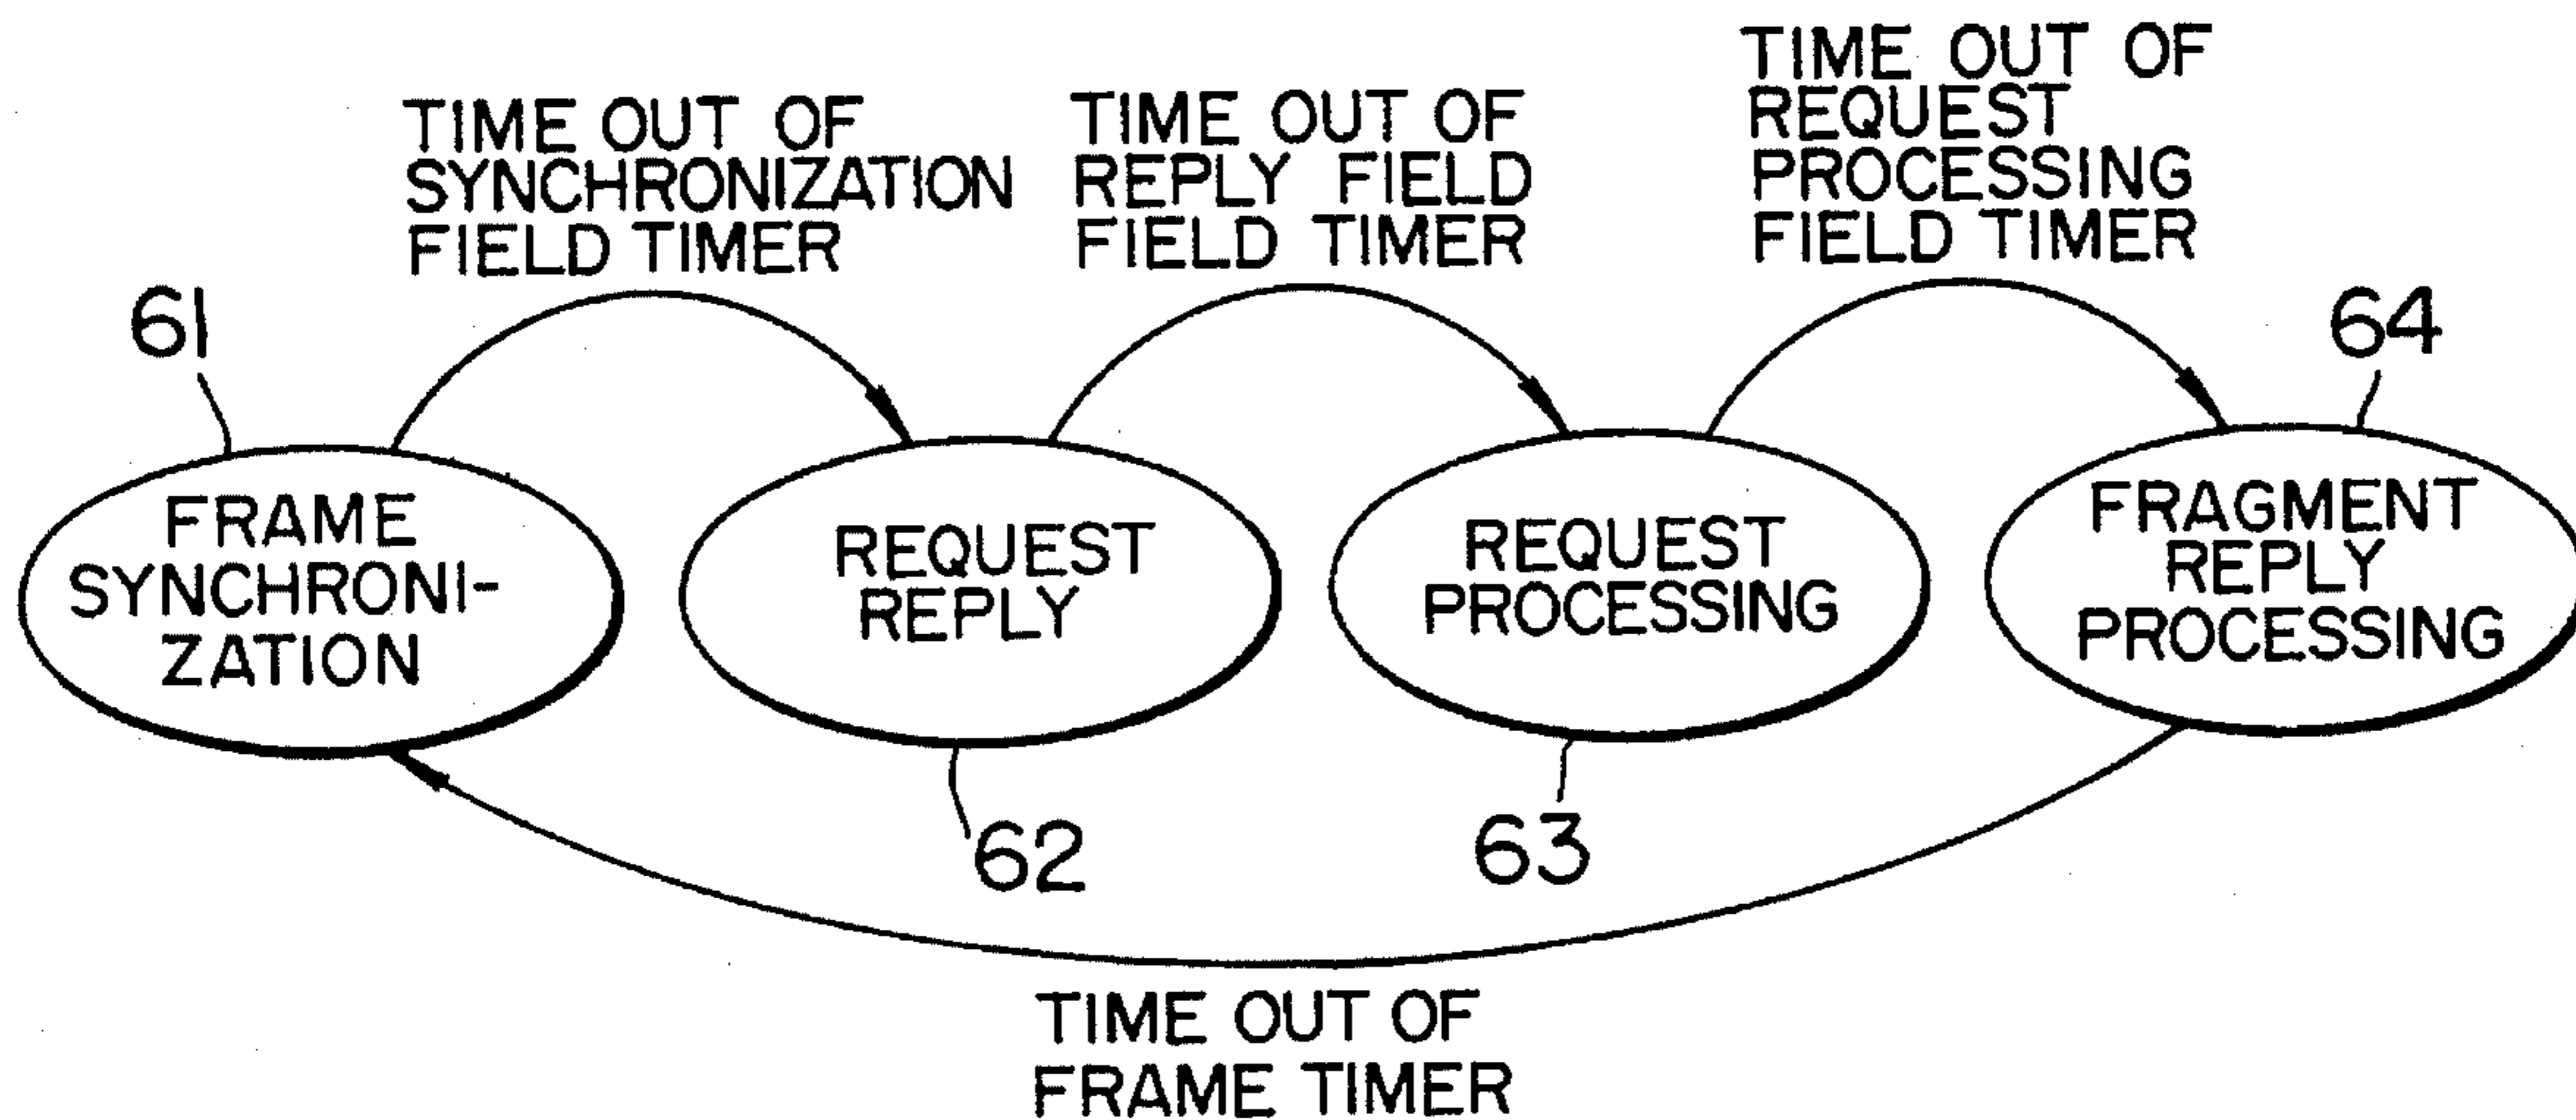 TIME OUT OF
SYNCHRONIZATION
FIELD TIMER
TIME OUT OF
REPLY FIELD
FIELD TIMER
TIME OUT OF
REQUEST
PROCESSING
FIELD TIMER
61
64
FRAME
SYNCHRONI-
ZATION
REQUEST
REPLY
REQUEST
PROCESSING
FRAGMENT
REPLY
PROCESSING
62
63
TIME OUT OF
FRAME TIMER